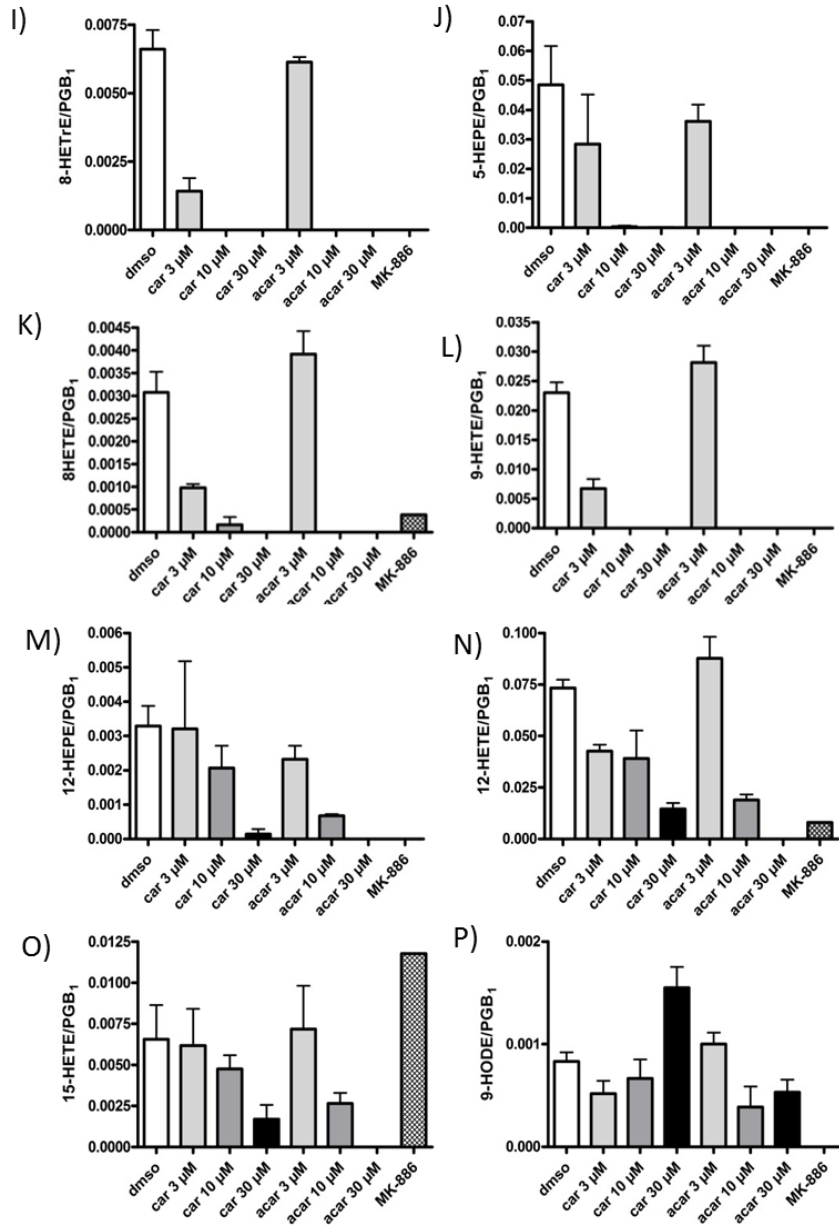 I)
8-HETrE/PGB1
0.0075
0.0050
0.0025
0.0000
dmso
car 3 µM
car 10 µM
car 30 µM
acar 3 µM
acar 10 µM
acar 30 µM
MK-886
J)
5-HEPE/PGB1
0.07
0.06
0.05
0.04
0.03
0.02
0.01
0.00
dmso
car 3 µM
car 10 µM
car 30 µM
acar 3 µM
acar 10 µM
acar 30 µM
MK-886
K)
8HETE/PGB1
0.0045
0.0040
0.0035
0.0030
0.0025
0.0020
0.0015
0.0010
0.0005
0.0000
dmso
car 3 µM
car 10 µM
car 30 µM
acar 3 µM
acar 10 µM
acar 30 µM
MK-886
L)
9-HETE/PGB1
0.035
0.030
0.025
0.020
0.015
0.010
0.005
0.000
dmso
car 3 µM
car 10 µM
car 30 µM
acar 3 µM
acar 10 µM
acar 30 µM
MK-886
M)
12-HEPE/PGB1
0.006
0.005
0.004
0.003
0.002
0.001
0.000
dmso
car 3 µM
car 10 µM
car 30 µM
acar 3 µM
acar 10 µM
acar 30 µM
MK-886
N)
12-HETE/PGB1
0.100
0.075
0.050
0.025
0.000
dmso
car 3 µM
car 10 µM
car 30 µM
acar 3 µM
acar 10 µM
acar 30 µM
MK-886
O)
15-HETE/PGB1
0.0125
0.0100
0.0075
0.0050
0.0025
0.0000
dmso
car 3 µM
car 10 µM
car 30 µM
acar 3 µM
acar 10 µM
acar 30 µM
MK-886
P)
9-HODE/PGB1
0.002
0.001
0.000
dmso
car 3 µM
car 10 µM
car 30 µM
acar 3 µM
acar 10 µM
acar 30 µM
MK-886